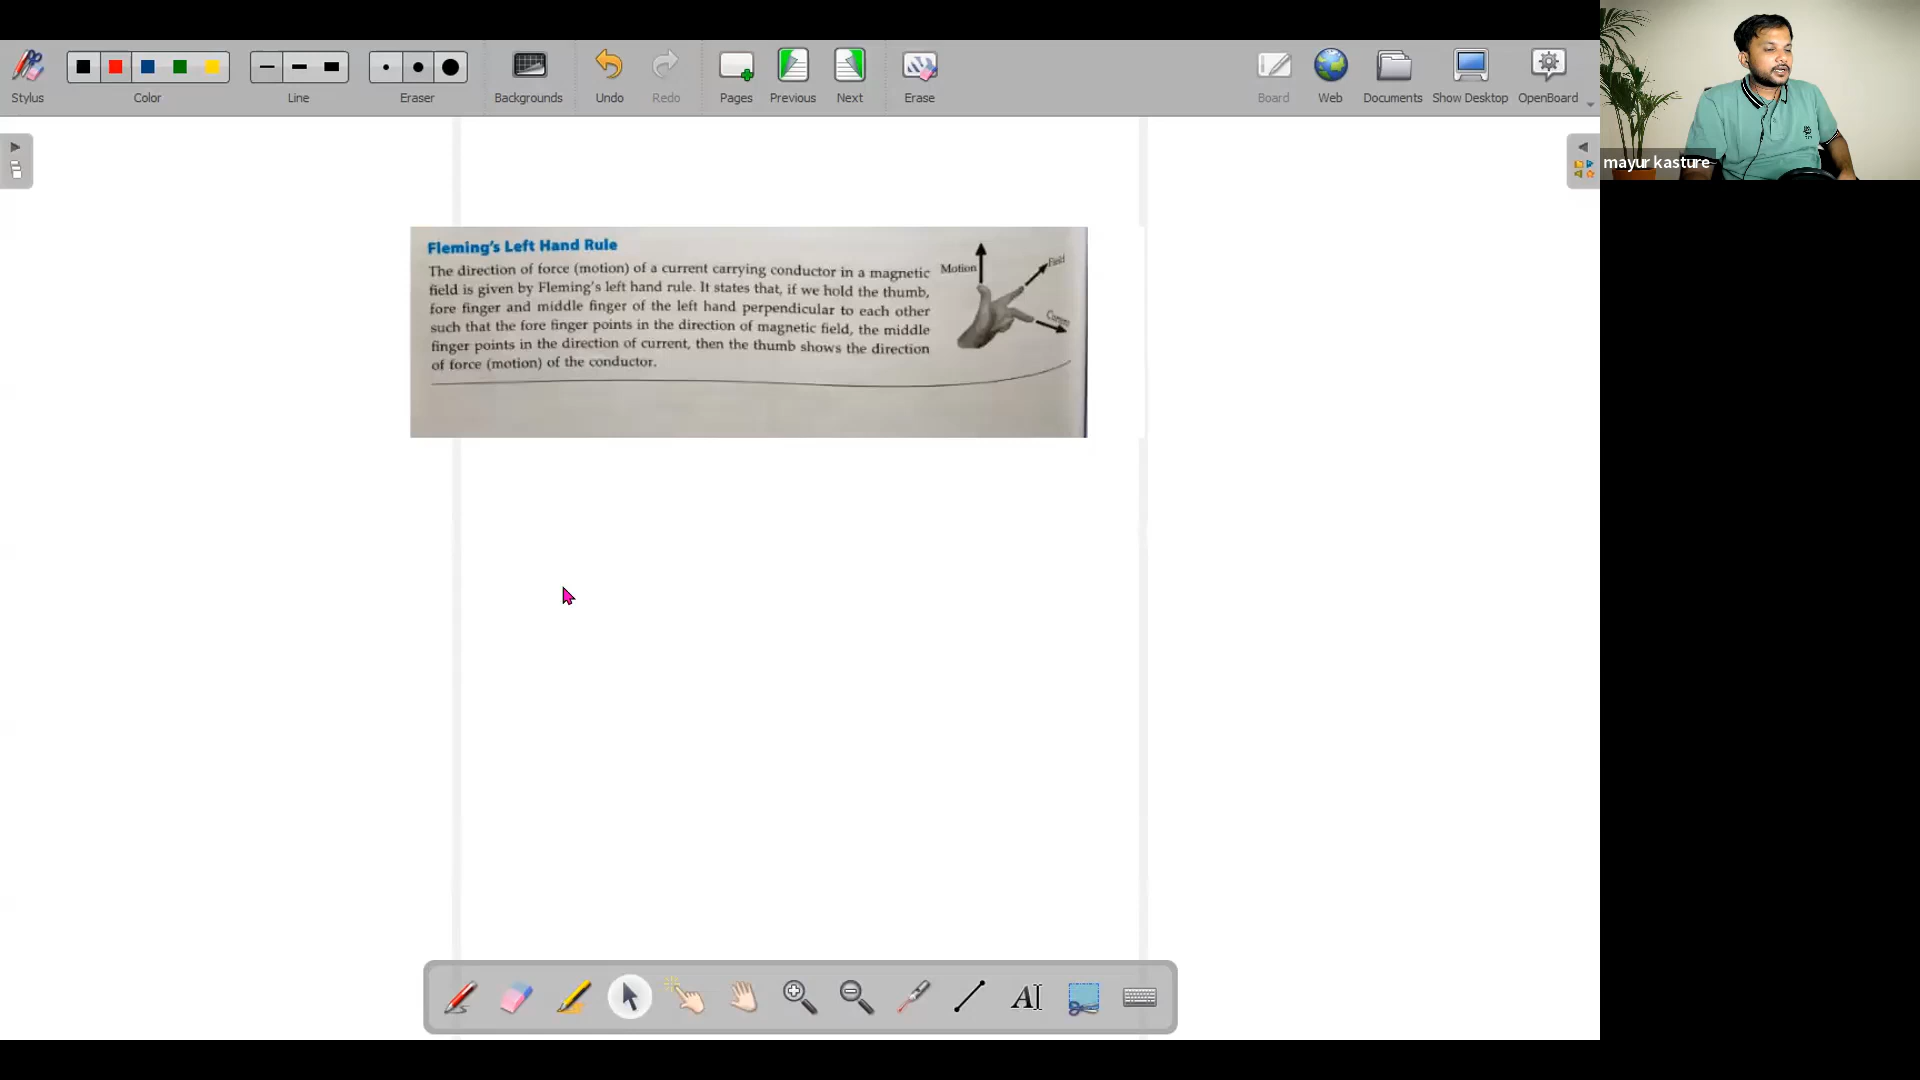 Stylus
Color
Line
Eraser
Backgrounds
Undo
Redo
Pages
Previous
Next
Erase
Board
Web
Documents
Show Desktop
OpenBoard
mayur kasture
Fleming's Left Hand Rule
The direction of force (motion) of a current carrying conductor in a magnetic
field is given by Fleming's left hand rule. It states that, if we hold the thumb,
fore finger and middle finger of the left hand perpendicular to each other
such that the fore finger points in the direction of magnetic field, the middle
finger points in the direction of current, then the thumb shows the direction
of force (motion) of the conductor.
Motion
Field
Current
AI